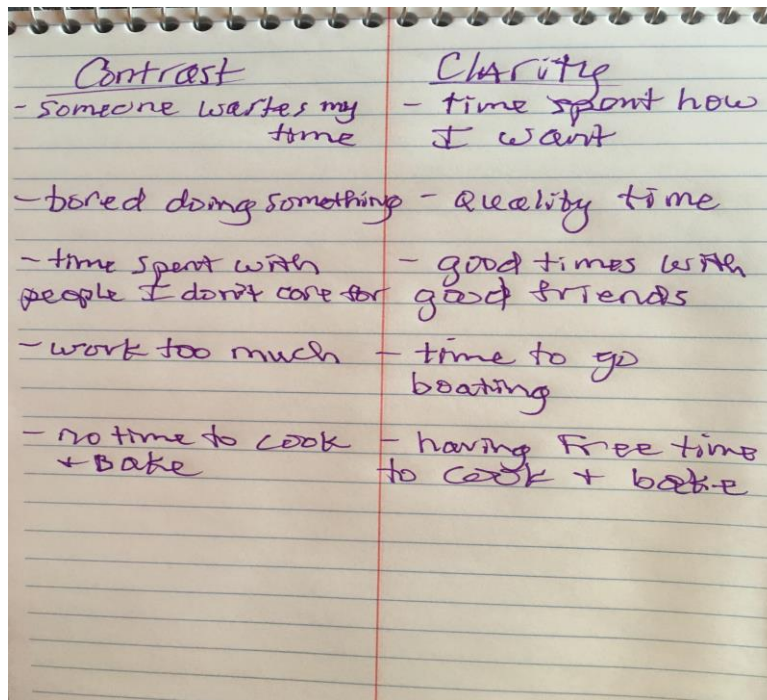 Contrast
- someone wastes my
time
- bored doing something
- time spent with
people I don't care for
- work too much
- no time to cook
+ Bake
Clarity
- time spent how
I want
- Quality time
- good times with
good friends
- time to go
boating
- having Free time
to cook + bake